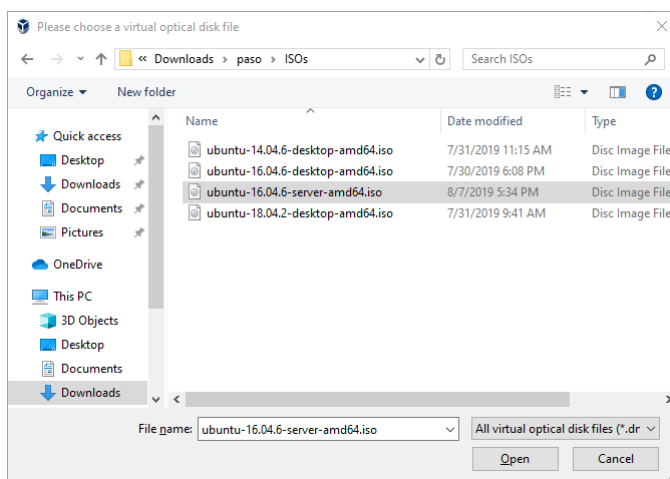 Please choose a virtual optical disk file
« Downloads › paso › ISOs
Search ISOs
Organize
New folder
Name
Date modified
Type
Quick access
Desktop
Downloads
Documents
Pictures
OneDrive
This PC
3D Objects
Desktop
Documents
Downloads
ubuntu-14.04.6-desktop-amd64.iso 7/31/2019 11:15 AM Disc Image File
ubuntu-16.04.6-desktop-amd64.iso 7/30/2019 6:08 PM Disc Image File
ubuntu-16.04.6-server-amd64.iso 8/7/2019 5:34 PM Disc Image File
ubuntu-18.04.2-desktop-amd64.iso 7/31/2019 9:41 AM Disc Image File
File name: ubuntu-16.04.6-server-amd64.iso
All virtual optical disk files (*.dr
Open
Cancel